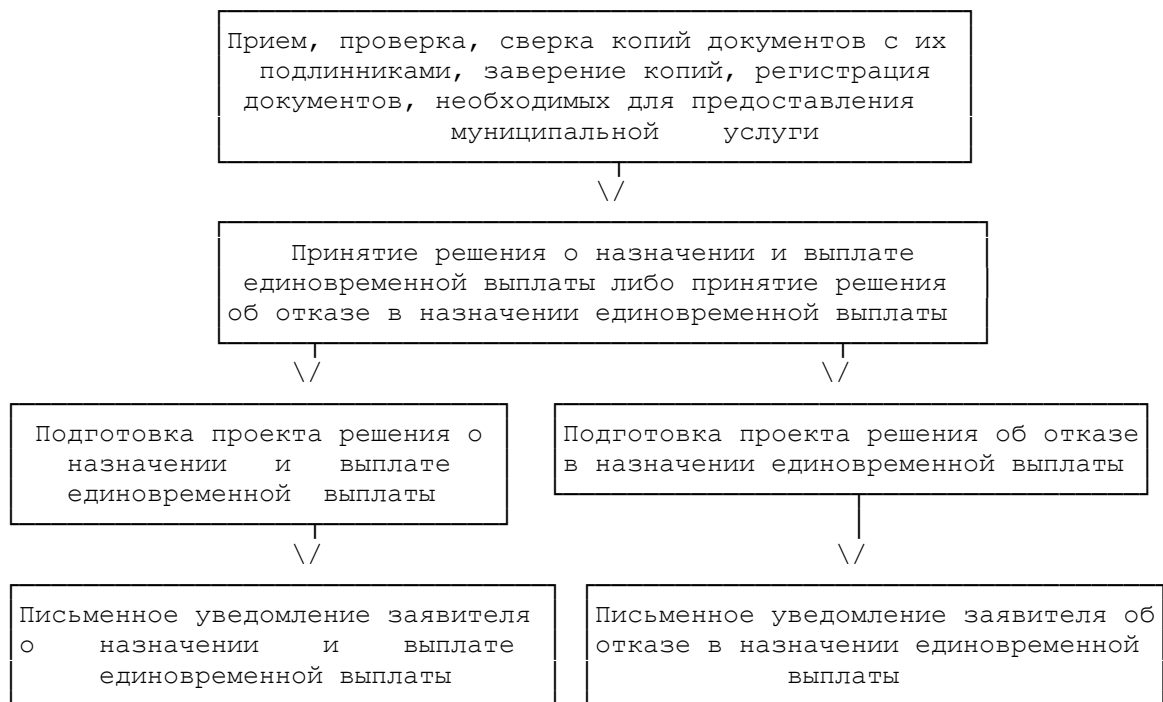 Прием, проверка, сверка копий документов с их
подлинниками, заверение копий, регистрация
документов, необходимых для предоставления
муниципальной услуги
\/
Принятие решения о назначении и выплате
единовременной выплаты либо принятие решения
об отказе в назначении единовременной выплаты
\/ \/
Подготовка проекта решения о
назначении и выплате
единовременной выплаты
Подготовка проекта решения об отказе
в назначении единовременной выплаты
\/ \/
Письменное уведомление заявителя
о назначении и выплате
единовременной выплаты
Письменное уведомление заявителя об
отказе в назначении единовременной
выплаты